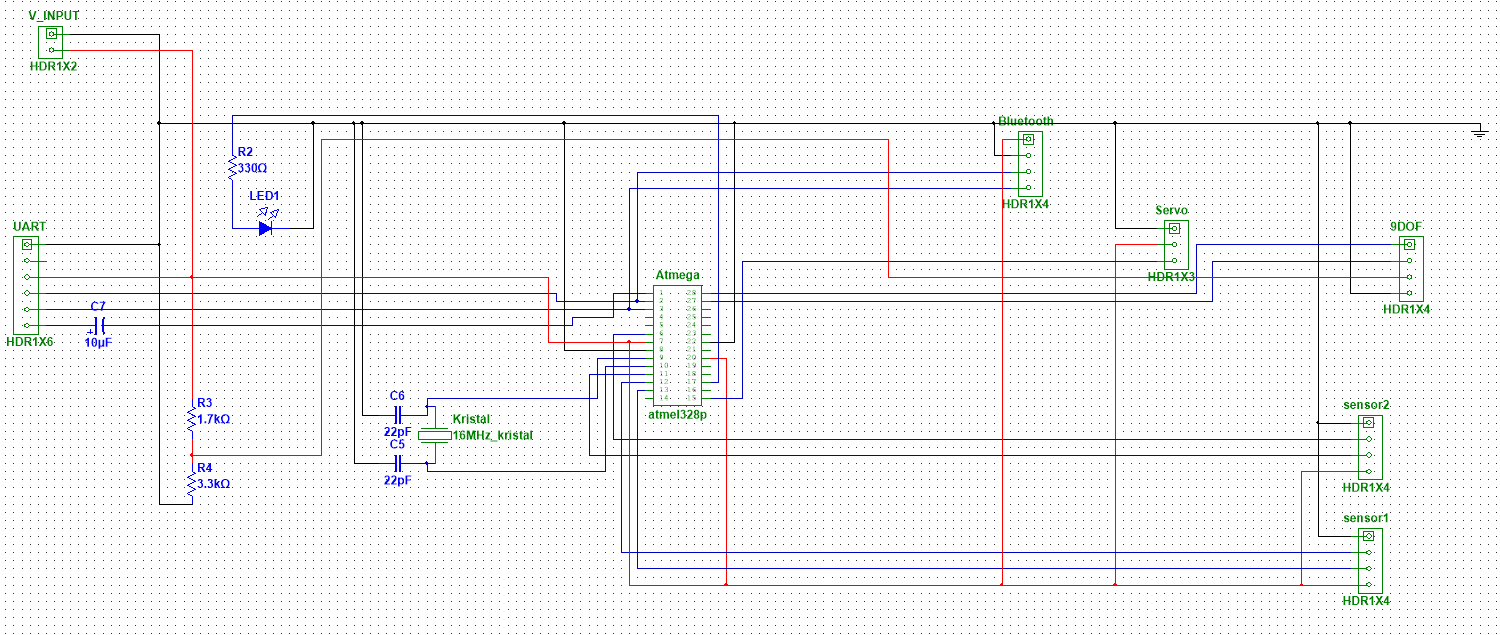 V_INPUT
HDR1X2
R2
330Ω
LED1
Bluetooth
HDR1X4
Servo
HDR1X3
9DOF
HDR1X4
UART
HDR1X6
C7
+
10µF
Atmega
1 28
2 27
3 26
4 25
5 24
6 23
7 22
8 21
9 20
10 19
11 18
12 17
13 16
14 15
atmel328p
R3
1.7kΩ
R4
3.3kΩ
C6
22pF
C5
22pF
Kristal
16MHz_kristal
sensor2
HDR1X4
sensor1
HDR1X4